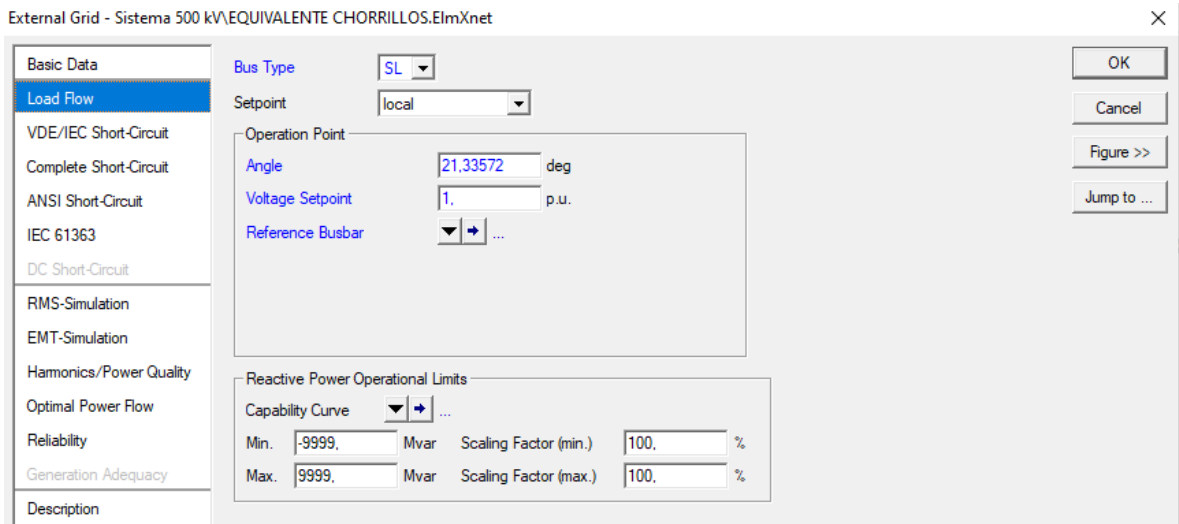 External Grid - Sistema 500 kV\EQUIVALENTE CHORRILLOS.ElmXnet
Basic Data
Load Flow
VDE/IEC Short-Circuit
Complete Short-Circuit
ANSI Short-Circuit
IEC 61363
DC Short-Circuit
RMS-Simulation
EMT-Simulation
Harmonics/Power Quality
Optimal Power Flow
Reliability
Generation Adequacy
Description
Bus Type SL
Setpoint local
Operation Point
Angle 21,33572 deg
Voltage Setpoint 1, p.u.
Reference Busbar ...
Reactive Power Operational Limits
Capability Curve ...
Min. -9999, Mvar Scaling Factor (min.) 100, %
Max. 9999, Mvar Scaling Factor (max.) 100, %
OK
Cancel
Figure >>
Jump to ...